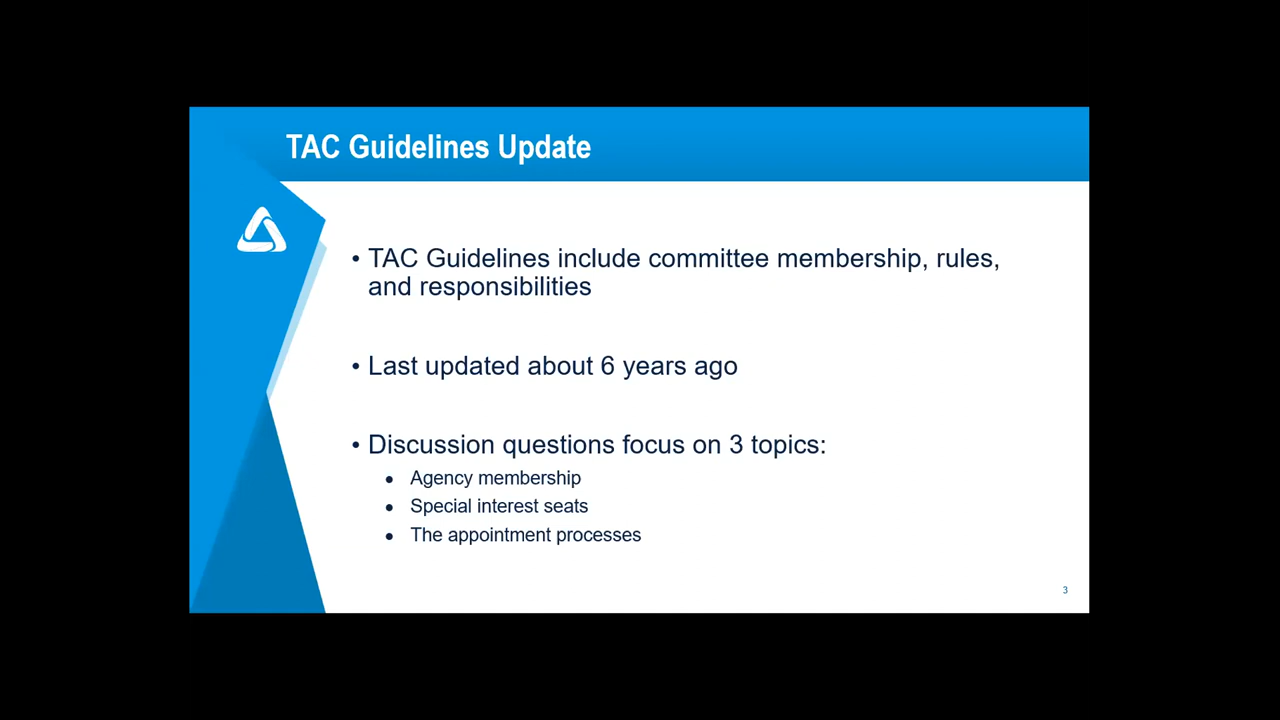 TAC Guidelines Update
• TAC Guidelines include committee membership, rules,
and responsibilities
• Last updated about 6 years ago
• Discussion questions focus on 3 topics:
• Agency membership
• Special interest seats
• The appointment processes
3